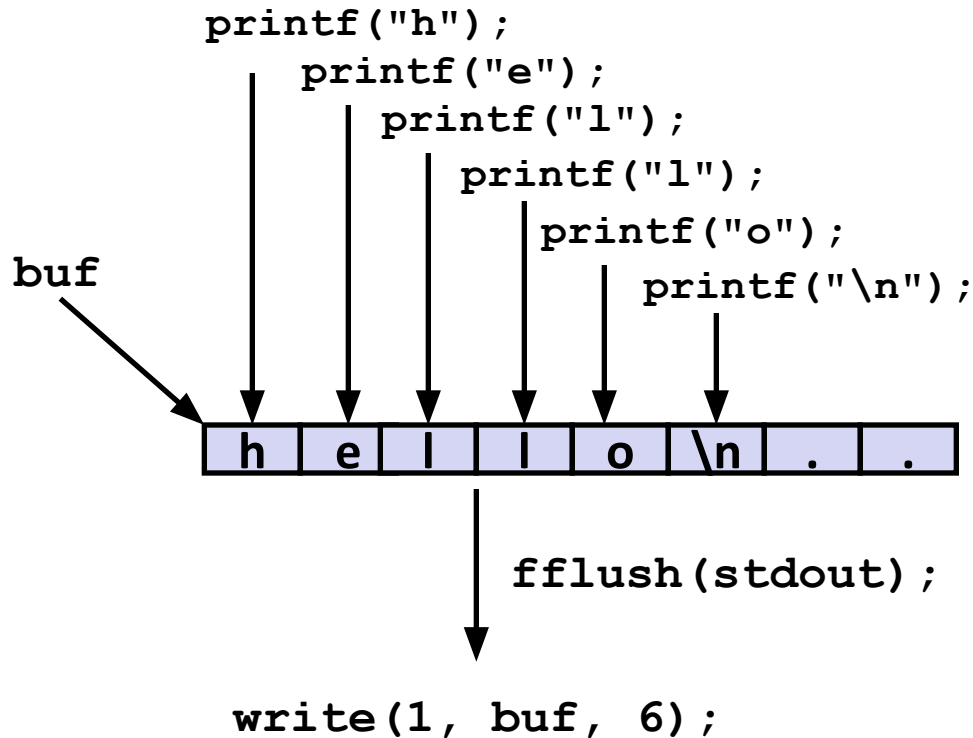 printf("h");
printf("e");
printf("l");
printf("l");
printf("o");
buf
printf("\n");
h e l l o \n . .
fflush(stdout);
write(1, buf, 6);